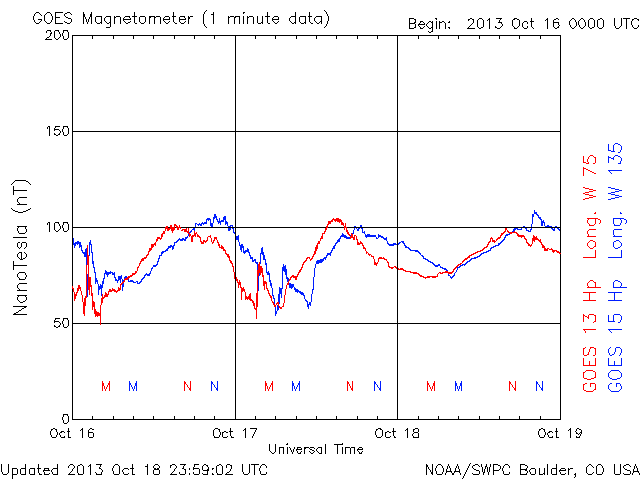 GOES Magnetometer (1 minute data)
Begin: 2013 Oct 16 0000 UTC
200
150
100
50
0
NanoTesla (nT)
M M N N M M N N M M N N
Oct 16 Oct 17 Oct 18 Oct 19
Universal Time
GOES 13 Hp Long. W 75
GOES 15 Hp Long. W 135
Updated 2013 Oct 18 23:59:02 UTC
NOAA/SWPC Boulder, CO USA